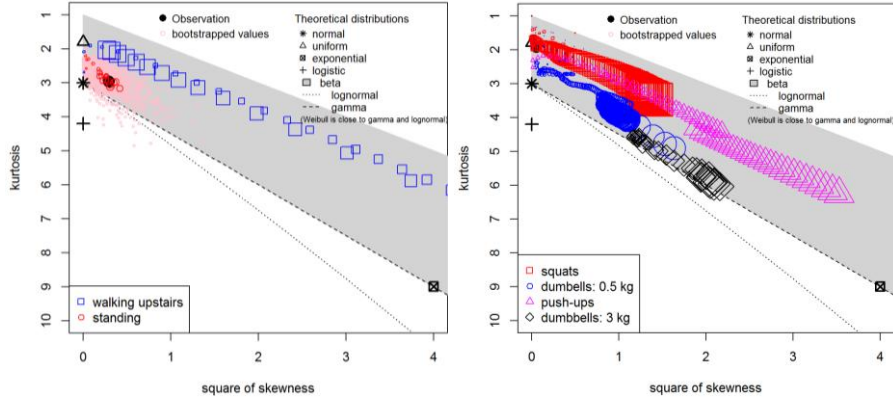 Observation
bootstrapped values
Theoretical distributions
normal
uniform
exponential
logistic
beta
lognormal
gamma
(Weibull is close to gamma and lognormal)
kurtosis
1
2
3
4
5
6
7
8
9
10
walking upstairs
standing
0
1
2
3
4
square of skewness
Observation
bootstrapped values
Theoretical distributions
normal
uniform
exponential
logistic
beta
lognormal
gamma
(Weibull is close to gamma and lognormal)
kurtosis
1
2
3
4
5
6
7
8
9
10
squats
dumbells: 0.5 kg
push-ups
dumbbells: 3 kg
0
1
2
3
4
square of skewness